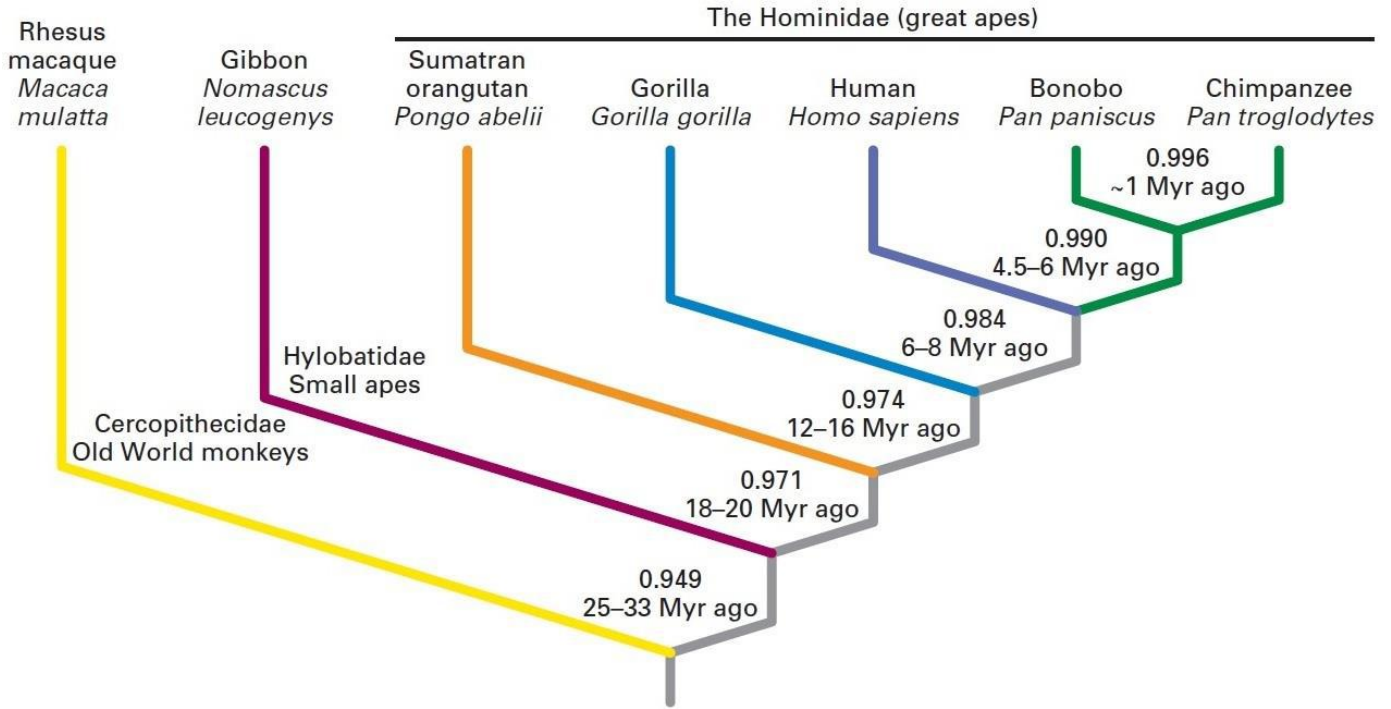 The Hominidae (great apes)
Rhesus
macaque
Macaca
mulatta
Gibbon
Nomascus
leucogenys
Sumatran
orangutan
Pongo abelii
Gorilla
Gorilla gorilla
Human
Homo sapiens
Bonobo
Pan paniscus
Chimpanzee
Pan troglodytes
0.996
~1 Myr ago
0.990
4.5–6 Myr ago
0.984
6–8 Myr ago
Hylobatidae
Small apes
0.974
12–16 Myr ago
Cercopithecidae
Old World monkeys
0.971
18–20 Myr ago
0.949
25–33 Myr ago